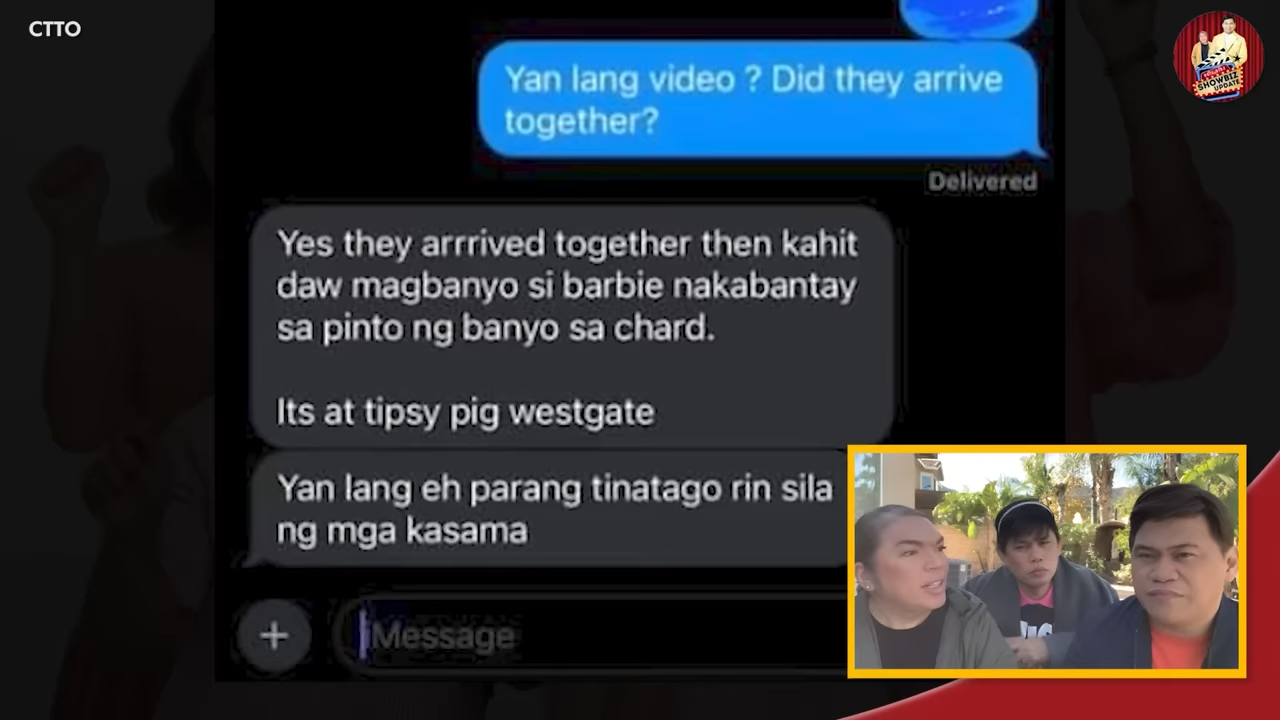 CTTO
SHOWBIZ
UPDATE
Yan lang video ? Did they arrive
together?
Delivered
Yes they arrrived together then kahit
daw magbanyo si barbie nakabantay
sa pinto ng banyo sa chard.
Its at tipsy pig westgate
Yan lang eh parang tinatago rin sila
ng mga kasama
Message